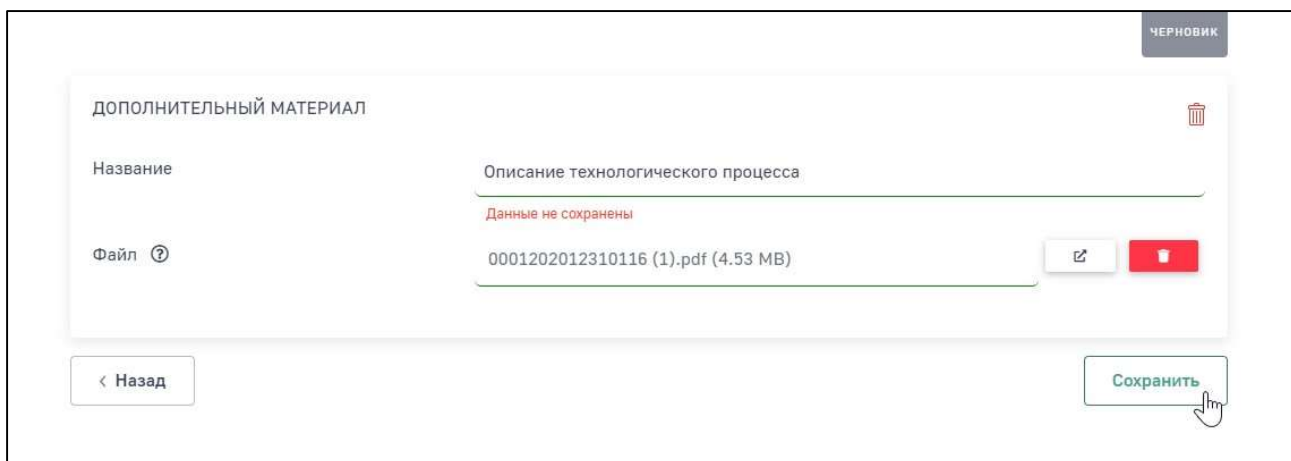 ЧЕРНОВИК
ДОПОЛНИТЕЛЬНЫЙ МАТЕРИАЛ
Название
Описание технологического процесса
Данные не сохранены
Файл ?
0001202012310116 (1).pdf (4.53 MB)
< Назад
Сохранить